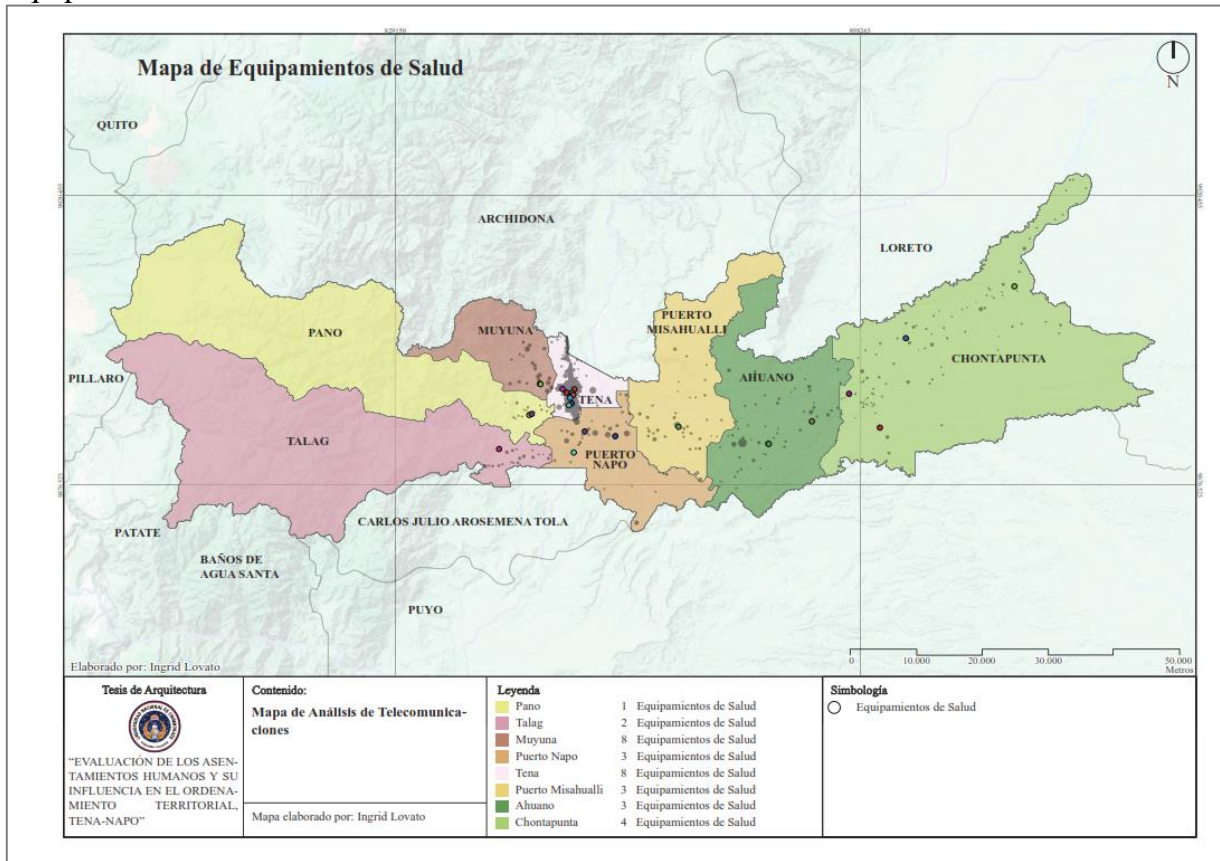 829150
898263
Mapa de Equipamientos de Salud
N
QUITO
ARCHIDONA
LORETO
PANO
MUYUNA
PUERTO
MISAHUALLI
CHONTAPUNTA
AHUANO
TENA
PILLARO
TALAG
PUERTO
NAPO
CARLOS JULIO AROSEMENA TOLA
PATATE
BAÑOS DE
AGUA SANTA
PUYO
Elaborado por: Ingrid Lovato
0 10.000 20.000 30.000 50.000
Metros
Tesis de Arquitectura
“EVALUACIÓN DE LOS ASEN-
TAMIENTOS HUMANOS Y SU
INFLUENCIA EN EL ORDENA-
MIENTO TERRITORIAL,
TENA-NAPO”
Contenido:
Mapa de Análisis de Telecomunica-
ciones
Mapa elaborado por: Ingrid Lovato
Leyenda
Pano 1 Equipamientos de Salud
Talag 2 Equipamientos de Salud
Muyuna 8 Equipamientos de Salud
Puerto Napo 3 Equipamientos de Salud
Tena 8 Equipamientos de Salud
Puerto Misahualli 3 Equipamientos de Salud
Ahuano 3 Equipamientos de Salud
Chontapunta 4 Equipamientos de Salud
Simbología
Equipamientos de Salud